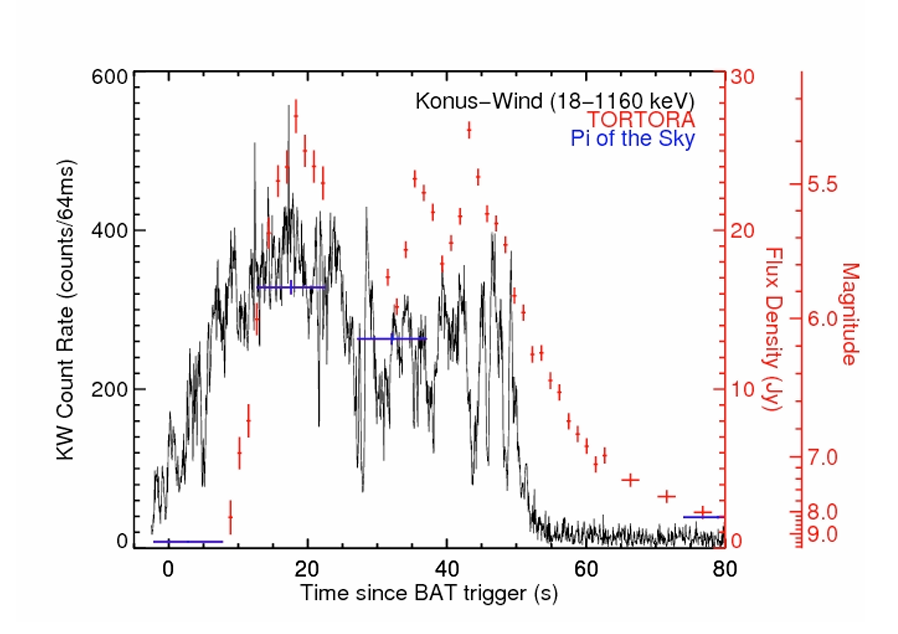 600
400
200
0
KW Count Rate (counts/64ms)
Konus–Wind (18–1160 keV)
TORTORA
Pi of the Sky
30
20
10
0
Flux Density (Jy)
5.5
6.0
7.0
8.0
9.0
Magnitude
0 20 40 60 80
Time since BAT trigger (s)